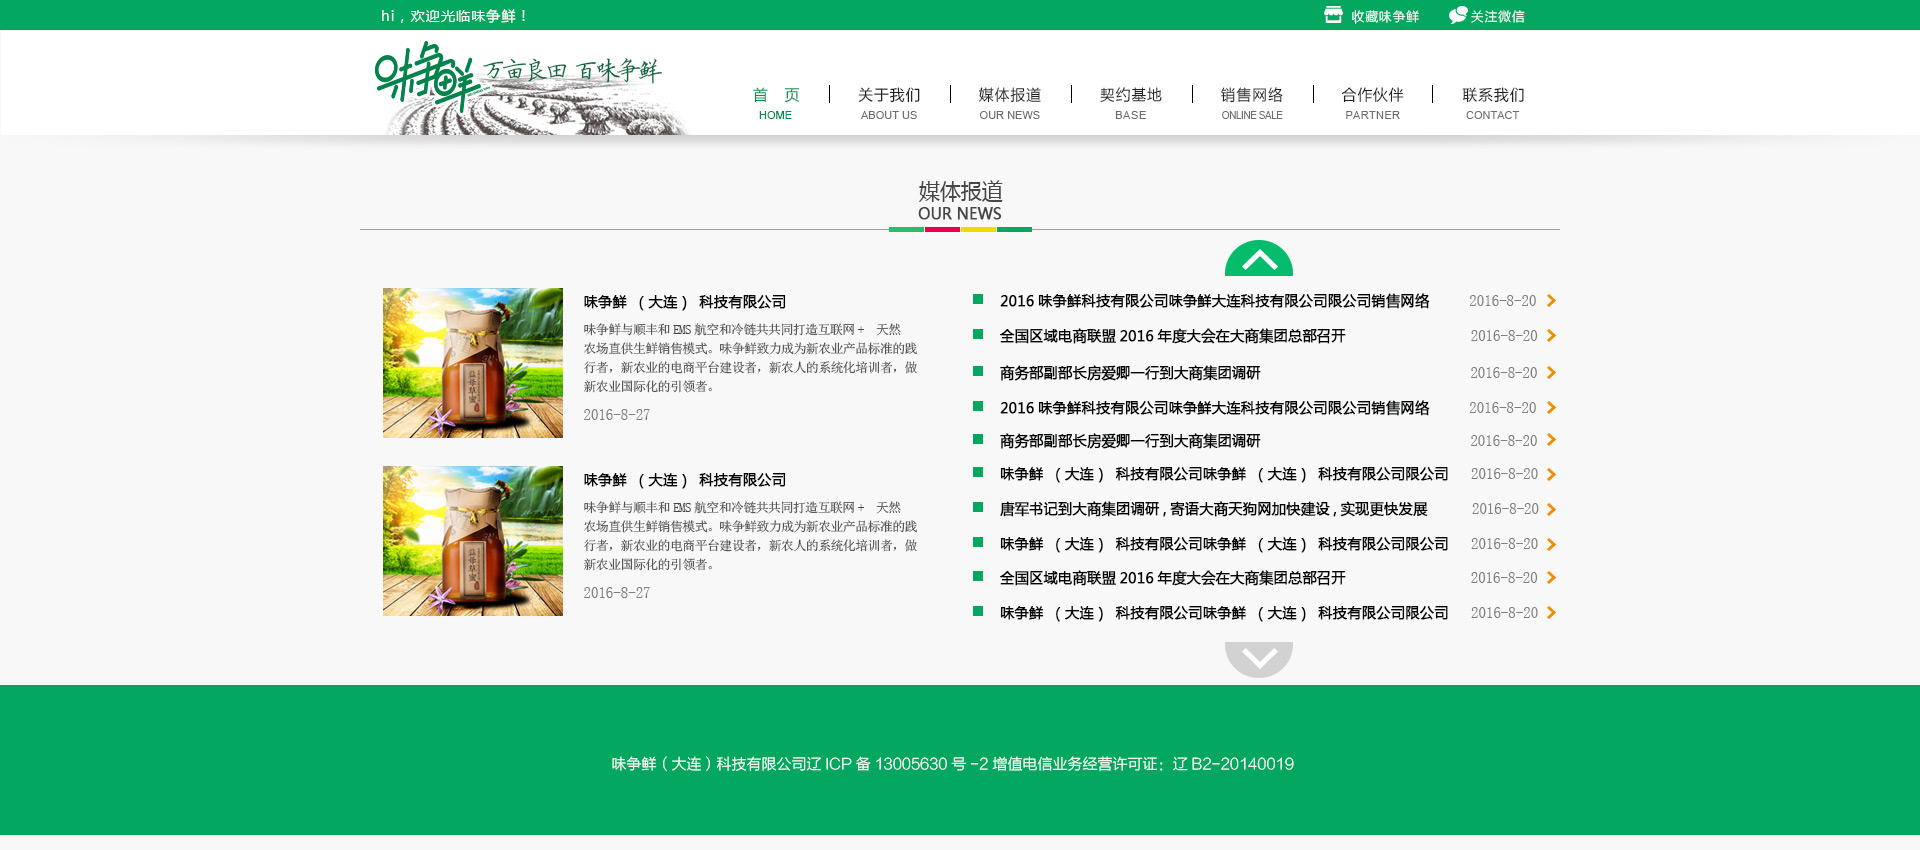 hi，欢迎光临味争鲜！
收藏味争鲜
关注微信
味争鲜
万亩良田 百味争鲜
首 页
关于我们
媒体报道
契约基地
销售网络
合作伙伴
联系我们
HOME
ABOUT US
OUR NEWS
BASE
ONLINE SALE
PARTNER
CONTACT
媒体报道
OUR NEWS
味争鲜 （大连） 科技有限公司
味争鲜与顺丰和 EMS 航空和冷链共共同打造互联网＋ 天然
农场直供生鲜销售模式。味争鲜致力成为新农业产品标准的践
行者，新农业的电商平台建设者，新农人的系统化培训者，做
新农业国际化的引领者。
2016-8-27
益母草蜜
味争鲜 （大连） 科技有限公司
味争鲜与顺丰和 EMS 航空和冷链共共同打造互联网＋ 天然
农场直供生鲜销售模式。味争鲜致力成为新农业产品标准的践
行者，新农业的电商平台建设者，新农人的系统化培训者，做
新农业国际化的引领者。
2016-8-27
益母草蜜
2016 味争鲜科技有限公司味争鲜大连科技有限公司限公司销售网络 2016-8-20
全国区域电商联盟 2016 年度大会在大商集团总部召开 2016-8-20
商务部副部长房爱卿一行到大商集团调研 2016-8-20
2016 味争鲜科技有限公司味争鲜大连科技有限公司限公司销售网络 2016-8-20
商务部副部长房爱卿一行到大商集团调研 2016-8-20
味争鲜 （大连） 科技有限公司味争鲜 （大连） 科技有限公司限公司 2016-8-20
唐军书记到大商集团调研，寄语大商天狗网加快建设，实现更快发展 2016-8-20
味争鲜 （大连） 科技有限公司味争鲜 （大连） 科技有限公司限公司 2016-8-20
全国区域电商联盟 2016 年度大会在大商集团总部召开 2016-8-20
味争鲜 （大连） 科技有限公司味争鲜 （大连） 科技有限公司限公司 2016-8-20
味争鲜（大连）科技有限公司辽 ICP 备 13005630 号 -2 增值电信业务经营许可证：辽 B2-20140019